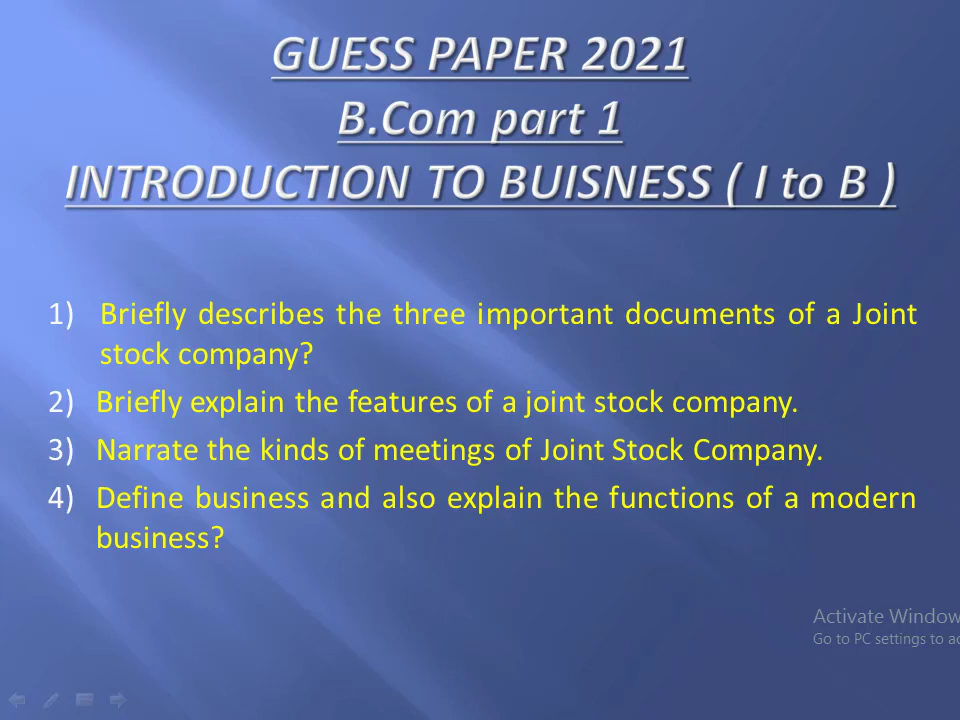 GUESS PAPER 2021
B.Com part 1
INTRODUCTION TO BUISNESS ( I to B )
1) Briefly describes the three important documents of a Joint
stock company?
2) Briefly explain the features of a joint stock company.
3) Narrate the kinds of meetings of Joint Stock Company.
4) Define business and also explain the functions of a modern
business?
Activate Window
Go to PC settings to ac